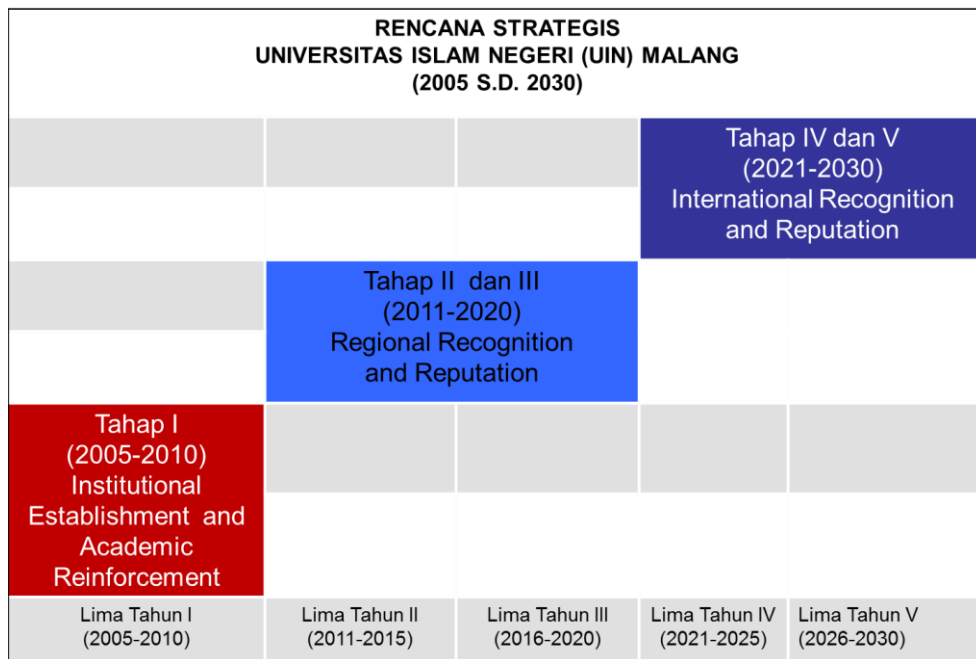 RENCANA STRATEGIS
UNIVERSITAS ISLAM NEGERI (UIN) MALANG
(2005 S.D. 2030)
Tahap IV dan V
(2021-2030)
International Recognition
and Reputation
Tahap II dan III
(2011-2020)
Regional Recognition
and Reputation
Tahap I
(2005-2010)
Institutional
Establishment and
Academic
Reinforcement
Lima Tahun I
(2005-2010)
Lima Tahun II
(2011-2015)
Lima Tahun III
(2016-2020)
Lima Tahun IV
(2021-2025)
Lima Tahun V
(2026-2030)